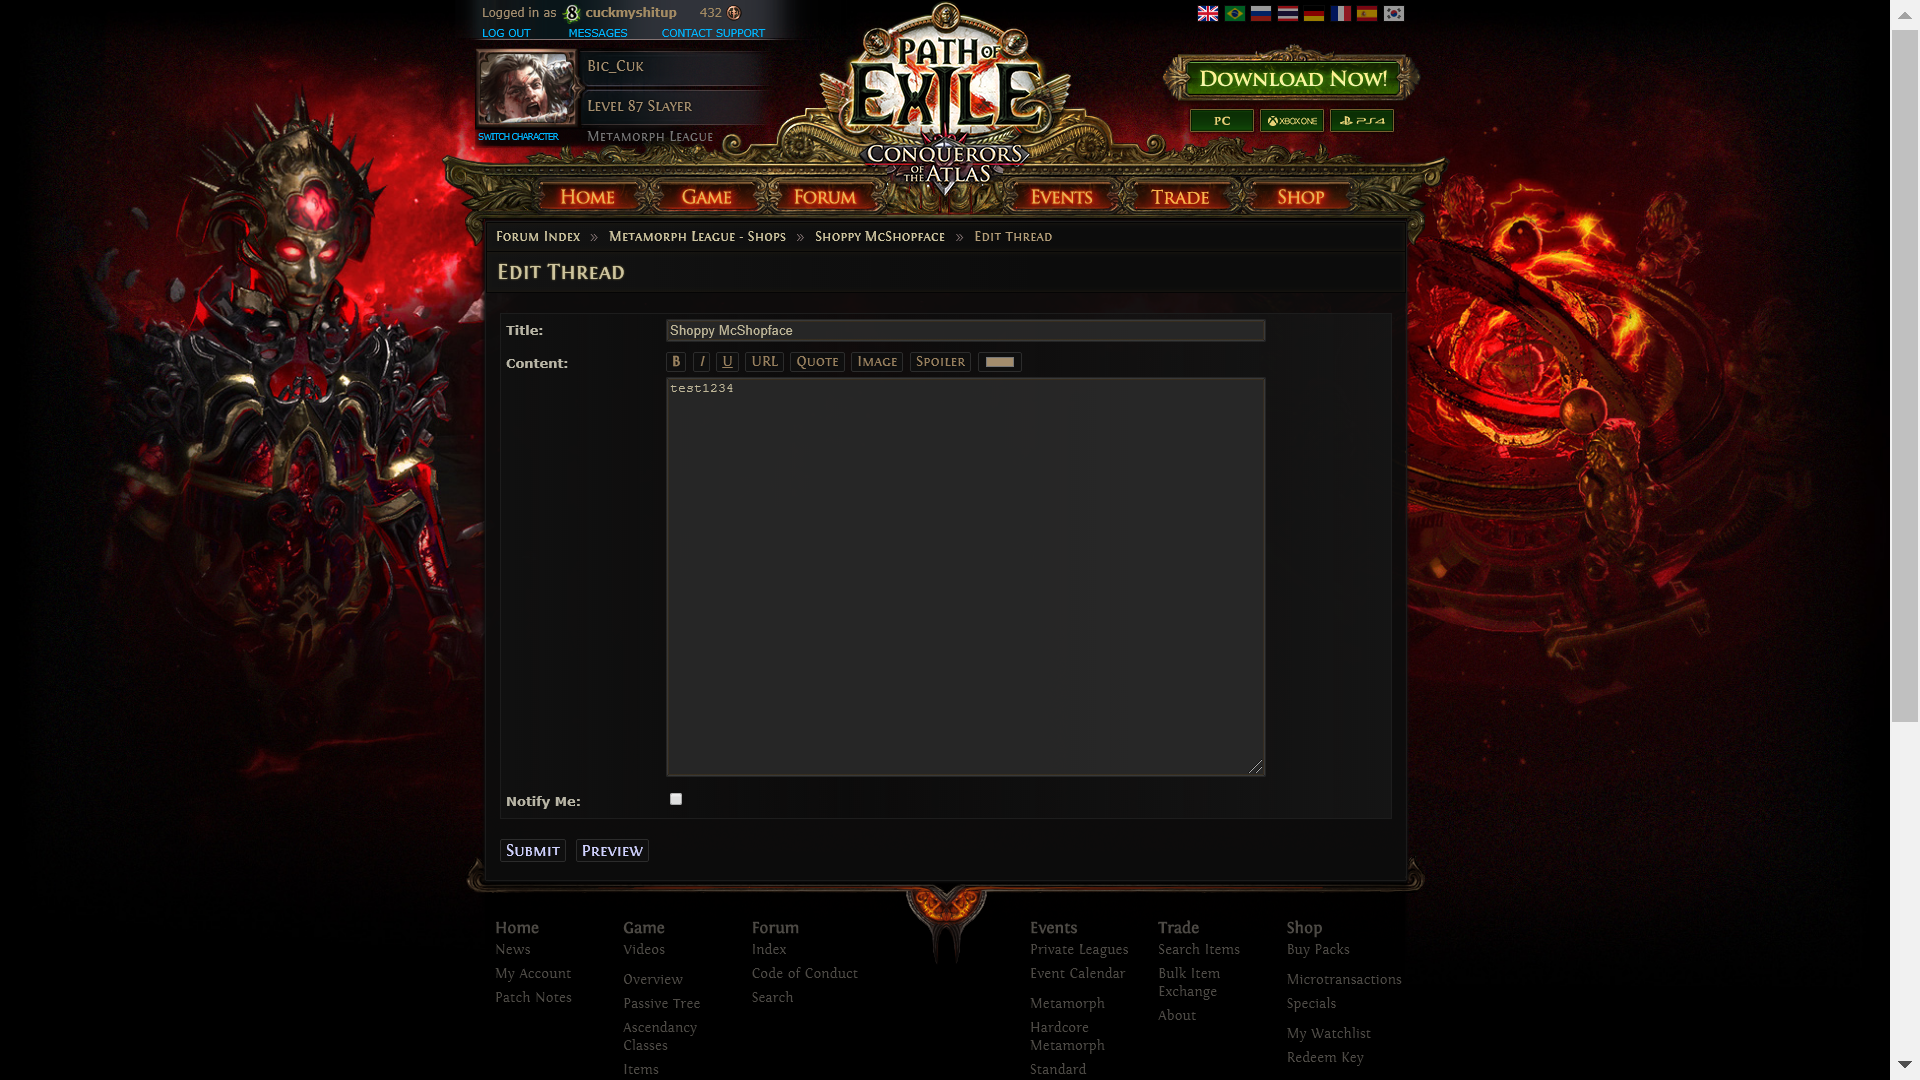 Logged in as 8 cuckmyshitup 432
LOG OUT MESSAGES CONTACT SUPPORT
Bic_Cuk
Level 87 Slayer
SWITCH CHARACTER
Metamorph League
PATH OF EXILE
CONQUERORS OF THE ATLAS
Download Now!
PC XBOX ONE PS4
Home Game Forum Events Trade Shop
Forum Index » Metamorph League - Shops » Shoppy McShopface » Edit Thread
Edit Thread
Title: Shoppy McShopface
Content: B I U URL Quote Image Spoiler
test1234
Notify Me:
Submit Preview
Home
News
My Account
Patch Notes
Game
Videos
Overview
Passive Tree
Ascendancy
Classes
Items
Forum
Index
Code of Conduct
Search
Events
Private Leagues
Event Calendar
Metamorph
Hardcore
Metamorph
Standard
Trade
Search Items
Bulk Item
Exchange
About
Shop
Buy Packs
Microtransactions
Specials
My Watchlist
Redeem Key